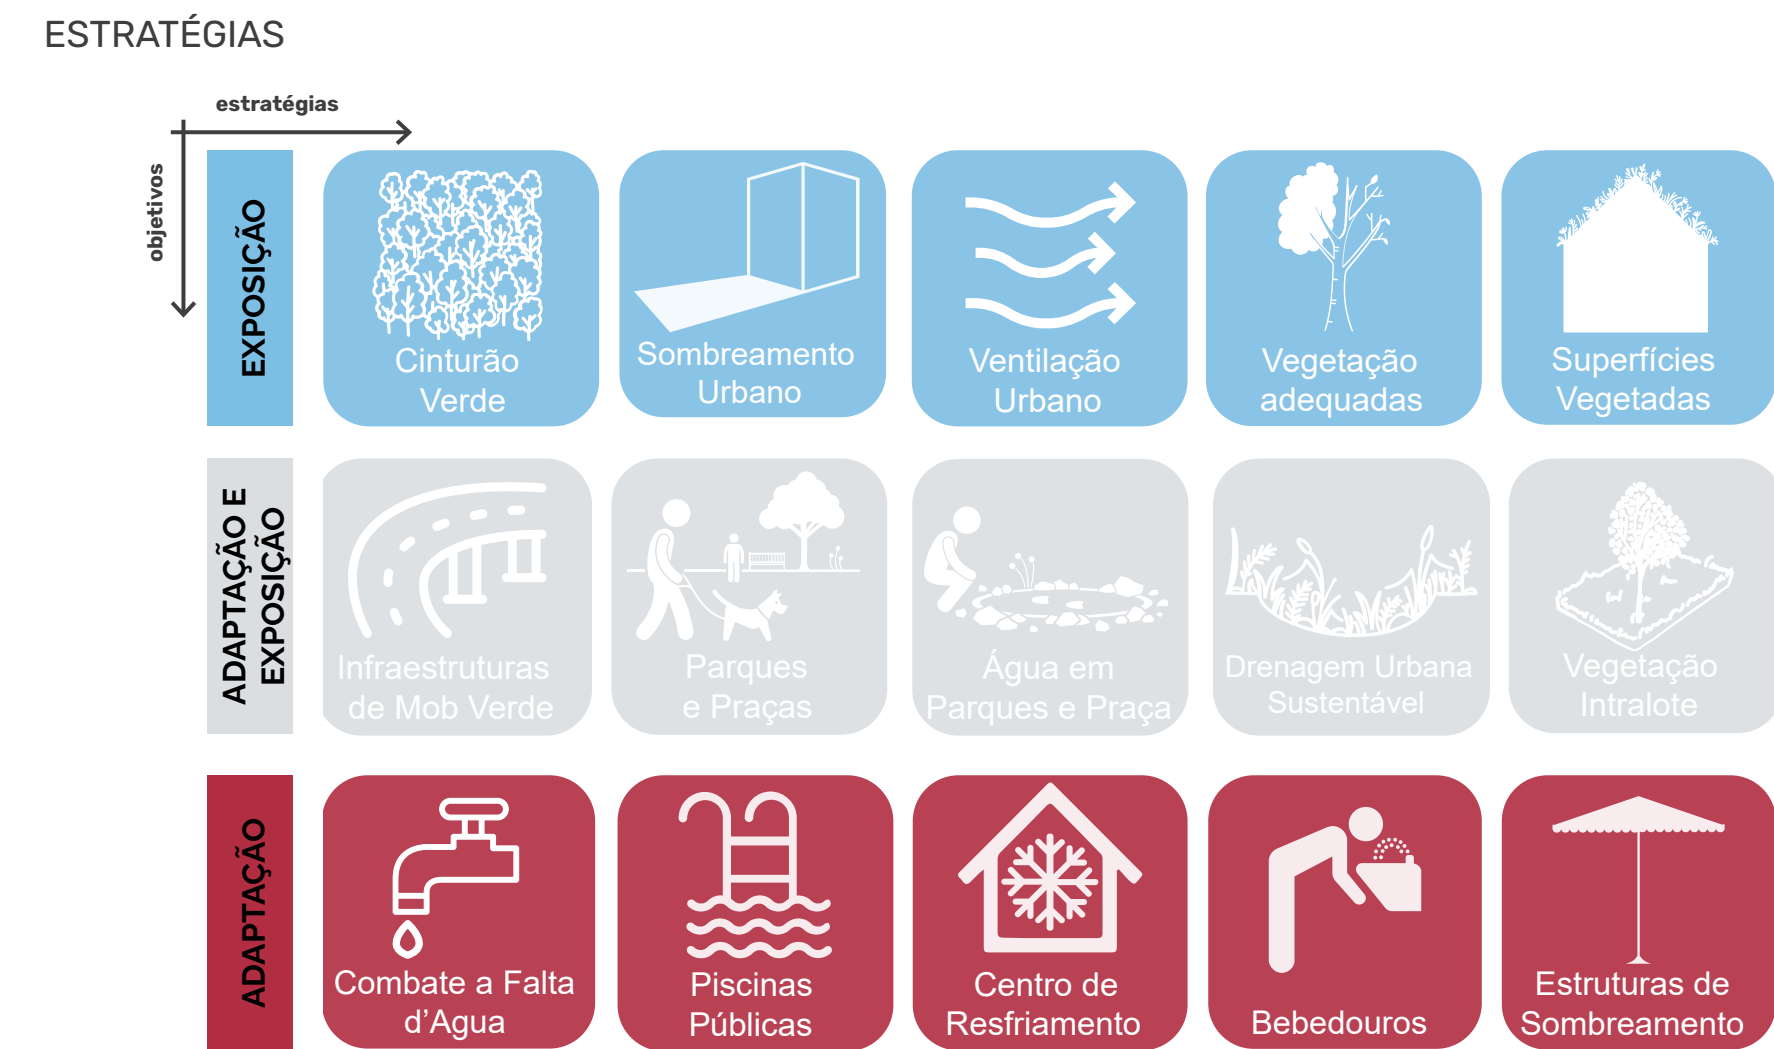 ESTRATÉGIAS
estratégias
objetivos
EXPOSIÇÃO
Cinturão
Verde
Sombreamento
Urbano
Ventilação
Urbano
Vegetação
adequadas
Superfícies
Vegetadas
ADAPTAÇÃO E
EXPOSIÇÃO
Infraestruturas
de Mob Verde
Parques
e Praças
Água em
Parques e Praça
Drenagem Urbana
Sustentável
Vegetação
Intralote
ADAPTAÇÃO
Combate a Falta
d’Agua
Piscinas
Públicas
Centro de
Resfriamento
Bebedouros
Estruturas de
Sombreamento